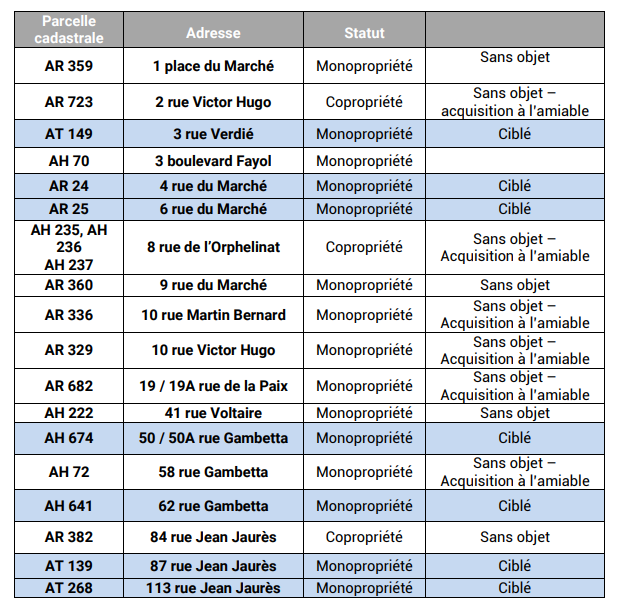 Parcelle cadastrale Adresse Statut
AR 359 1 place du Marché Monopropriété Sans objet
AR 723 2 rue Victor Hugo Copropriété Sans objet – acquisition à l'amiable
AT 149 3 rue Verdié Monopropriété Ciblé
AH 70 3 boulevard Fayol Monopropriété
AR 24 4 rue du Marché Monopropriété Ciblé
AR 25 6 rue du Marché Monopropriété Ciblé
AH 235, AH 236 AH 237 8 rue de l'Orphelinat Copropriété Sans objet – Acquisition à l'amiable
AR 360 9 rue du Marché Monopropriété Sans objet
AR 336 10 rue Martin Bernard Monopropriété Sans objet – Acquisition à l'amiable
AR 329 10 rue Victor Hugo Monopropriété Sans objet – Acquisition à l'amiable
AR 682 19 / 19A rue de la Paix Monopropriété Sans objet – Acquisition à l'amiable
AH 222 41 rue Voltaire Monopropriété Sans objet
AH 674 50 / 50A rue Gambetta Monopropriété Ciblé
AH 72 58 rue Gambetta Monopropriété Sans objet – Acquisition à l'amiable
AH 641 62 rue Gambetta Monopropriété Ciblé
AR 382 84 rue Jean Jaurès Copropriété Sans objet
AT 139 87 rue Jean Jaurès Monopropriété Ciblé
AT 268 113 rue Jean Jaurès Monopropriété Ciblé